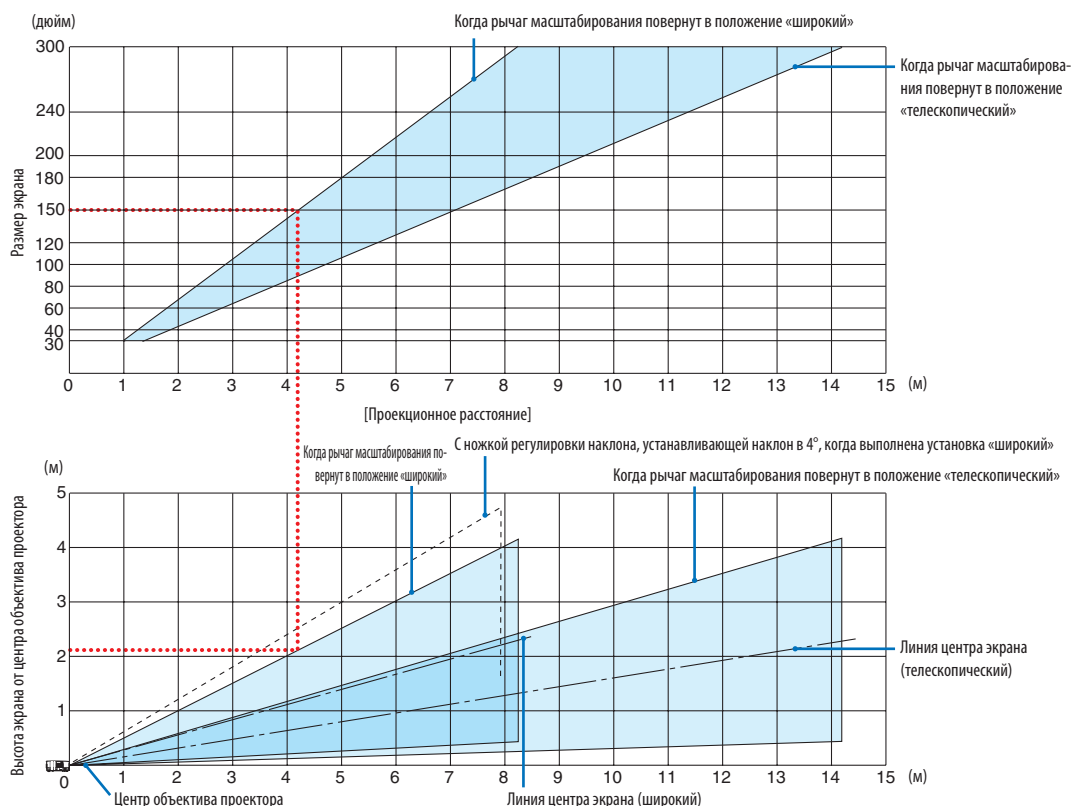 (дюйм)
Когда рычаг масштабирования повернут в положение «широкий»
300
240
200
180
150
120
100
80
60
40
30
Размер экрана
Когда рычаг масштабирова-
ния повернут в положение
«телескопический»
0 1 2 3 4 5 6 7 8 9 10 11 12 13 14 15 (м)
[Проекционное расстояние]
(м)
Когда рычаг масштабирования по-
вернут в положение «широкий»
С ножкой регулировки наклона, устанавливающей наклон в 4°, когда выполнена установка «широкий»
Когда рычаг масштабирования повернут в положение «телескопический»
5
4
3
2
1
Высота экрана от центра объектива проектора
Линия центра экрана
(телескопический)
0 1 2 3 4 5 6 7 8 9 10 11 12 13 14 15 (м)
Центр объектива проектора
Линия центра экрана (широкий)